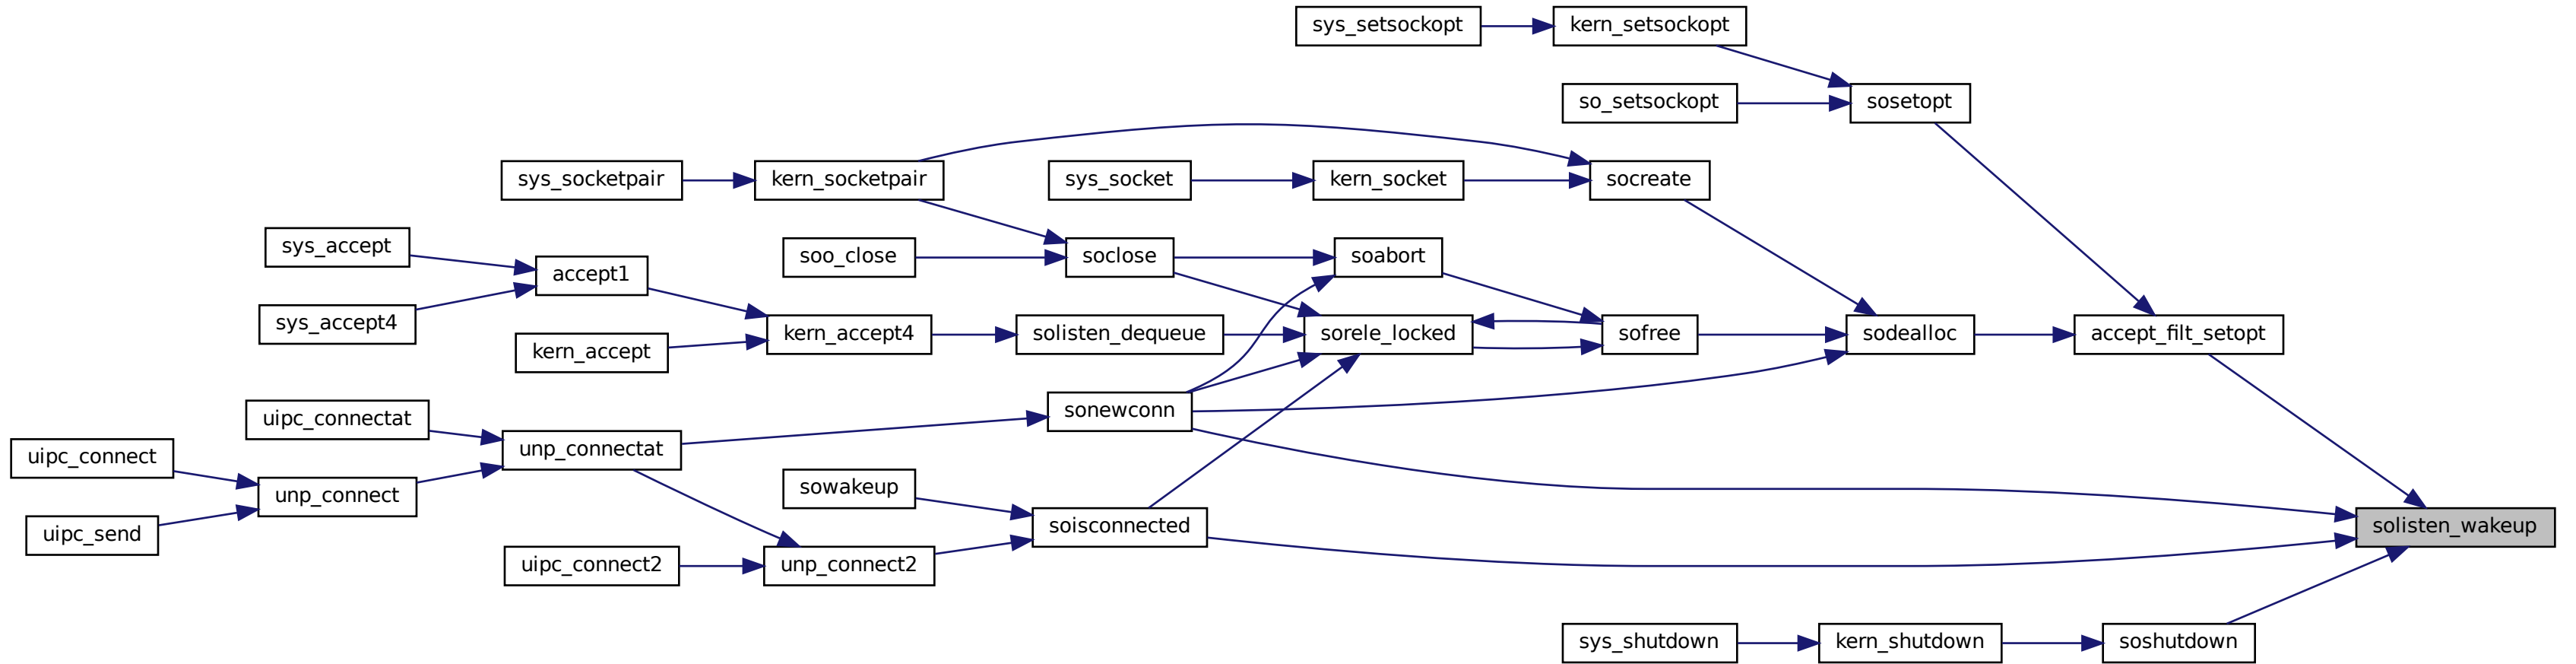 sys_setsockopt
kern_setsockopt
so_setsockopt
sosetopt
sys_socketpair
kern_socketpair
sys_socket
kern_socket
socreate
sys_accept
accept1
soo_close
soclose
soabort
sys_accept4
kern_accept
kern_accept4
solisten_dequeue
sorele_locked
sofree
sodealloc
accept_filt_setopt
uipc_connectat
sonewconn
uipc_connect
unp_connectat
unp_connect
sowakeup
uipc_send
soisconnected
solisten_wakeup
uipc_connect2
unp_connect2
sys_shutdown
kern_shutdown
soshutdown